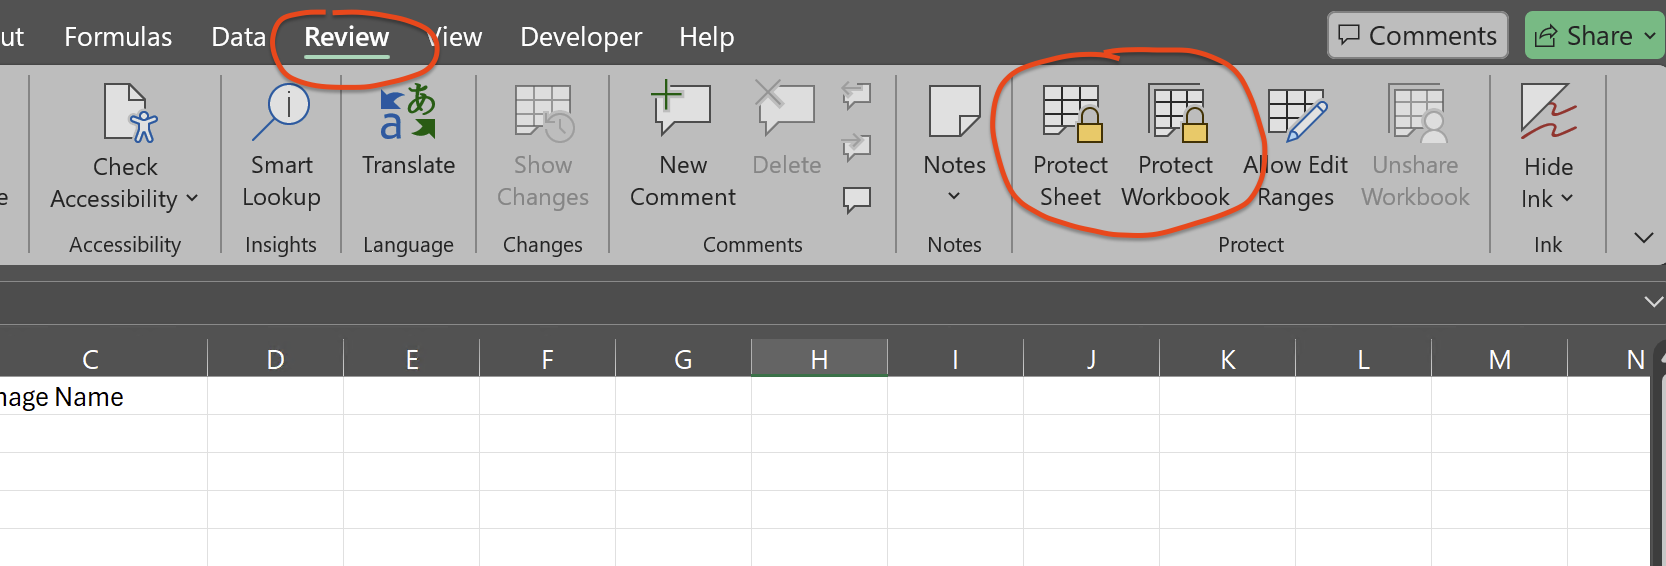 ut Formulas Data Review View Developer Help Comments Share
Check Accessibility
Smart Lookup
a あ
Translate
Show Changes
New Comment
Delete
Notes
Protect Sheet
Protect Workbook
Allow Edit Ranges
Unshare Workbook
Hide Ink
e
Accessibility Insights Language Changes Comments Notes Protect Ink
C D E F G H I J K L M N
mage Name